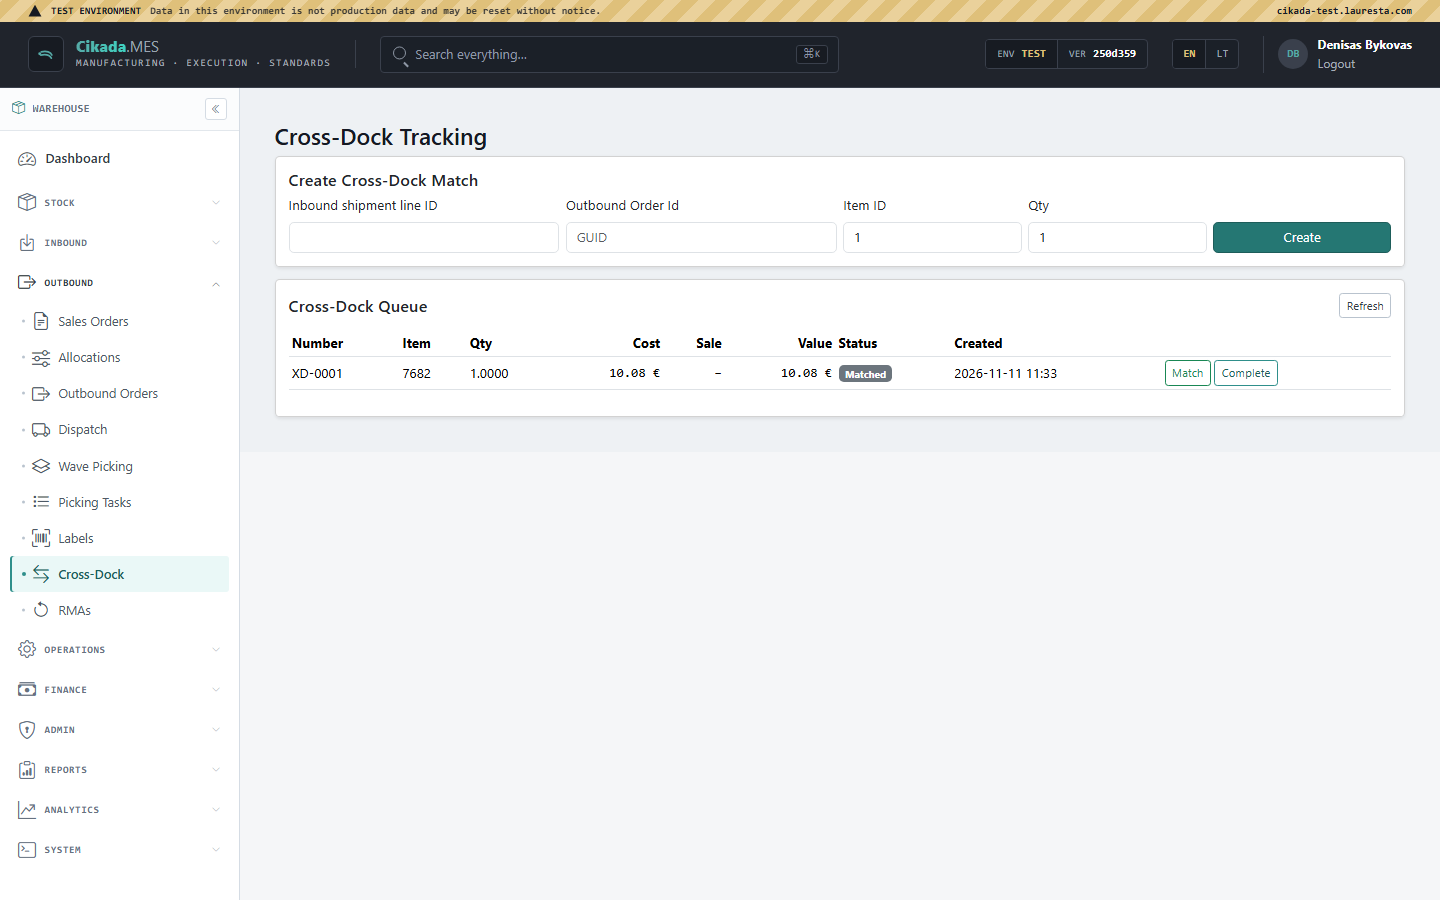 TEST ENVIRONMENT Data in this environment is not production data and may be reset without notice.
cikada-test.lauresta.com
Cikada.MES
MANUFACTURING · EXECUTION · STANDARDS
Search everything...
⌘K
ENV TEST
VER 250d359
EN
LT
DB
Denisas Bykovas
Logout
WAREHOUSE
Dashboard
STOCK
INBOUND
OUTBOUND
Sales Orders
Allocations
Outbound Orders
Dispatch
Wave Picking
Picking Tasks
Labels
Cross-Dock
RMAs
OPERATIONS
FINANCE
ADMIN
REPORTS
ANALYTICS
SYSTEM
Cross-Dock Tracking
Create Cross-Dock Match
Inbound shipment line ID Outbound Order Id Item ID Qty
GUID 1 1 Create
Cross-Dock Queue
Refresh
Number Item Qty Cost Sale Value Status Created
XD-0001 7682 1.0000 10.08 € – 10.08 € Matched 2026-11-11 11:33 Match Complete